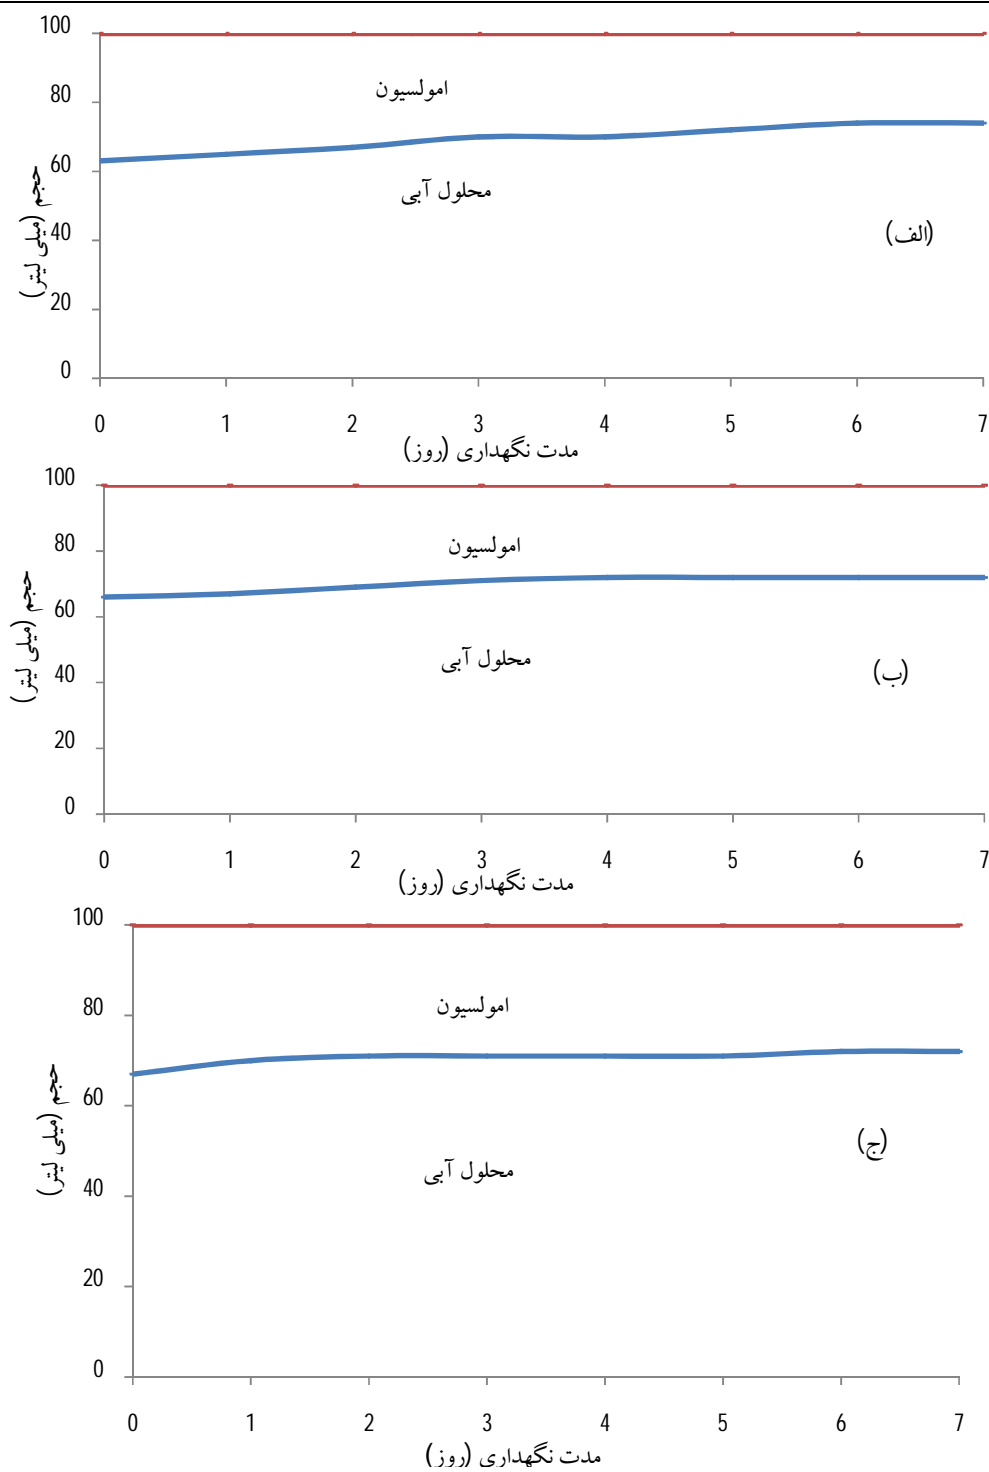 100
امولسیون
80
60
محلول آبی
(الف)
40
20
0
حجم (میلی لیتر)
0 1 2 3 4 5 6 7
مدت نگهداری (روز)
100
امولسیون
80
60
محلول آبی
(ب)
40
20
0
حجم (میلی لیتر)
0 1 2 3 4 5 6 7
مدت نگهداری (روز)
100
امولسیون
80
60
(ج)
محلول آبی
40
20
0
حجم (میلی لیتر)
0 1 2 3 4 5 6 7
مدت نگهداری (روز)